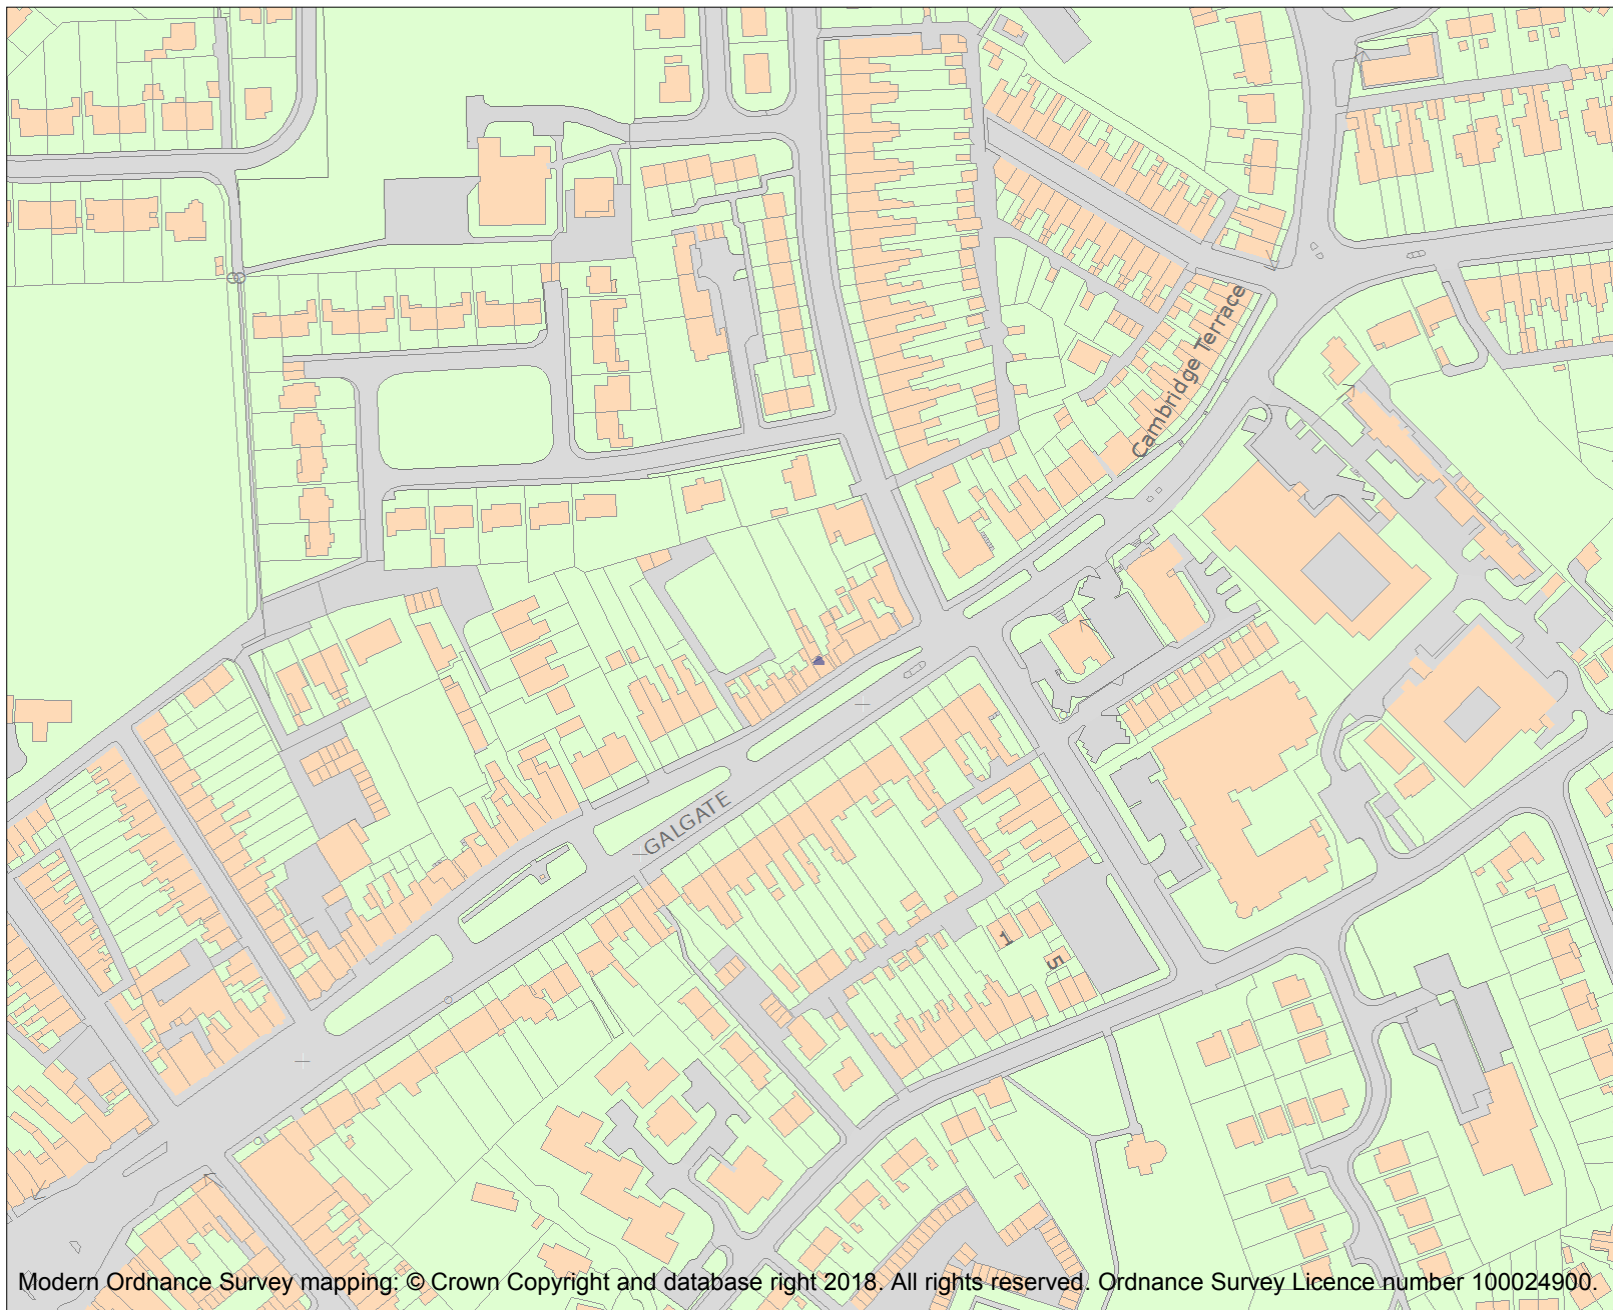 Cambridge Terrace
GALGATE
1
5
Modern Ordnance Survey mapping: © Crown Copyright and database right 2018. All rights reserved. Ordnance Survey Licence number 100024900.